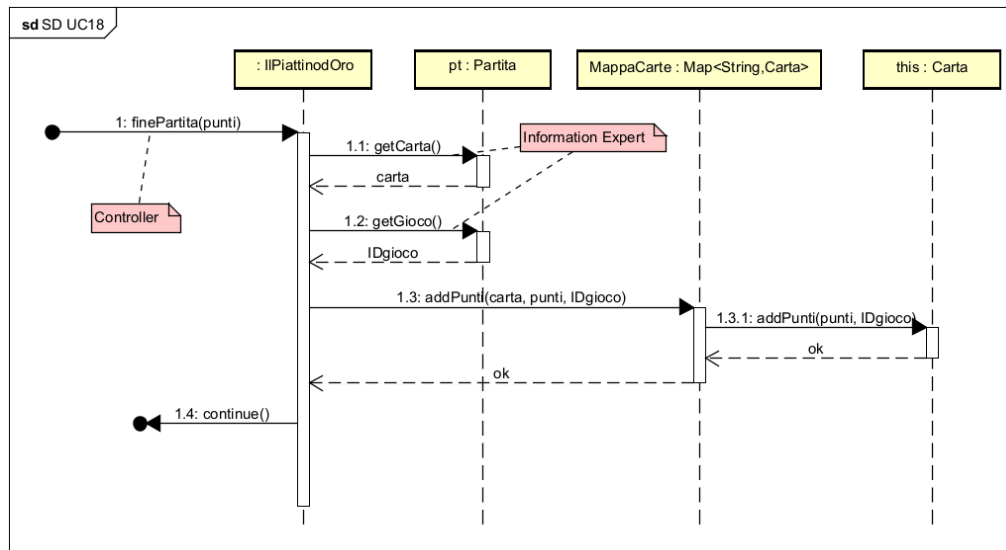 sd SD UC18
: IlPiattinodOro
pt : Partita
MappaCarte : Map<String,Carta>
this : Carta
1: finePartita(punti)
Information Expert
1.1: getCarta()
carta
Controller
1.2: getGioco()
IDgioco
1.3: addPunti(carta, punti, IDgioco)
1.3.1: addPunti(punti, IDgioco)
ok
ok
1.4: continue()